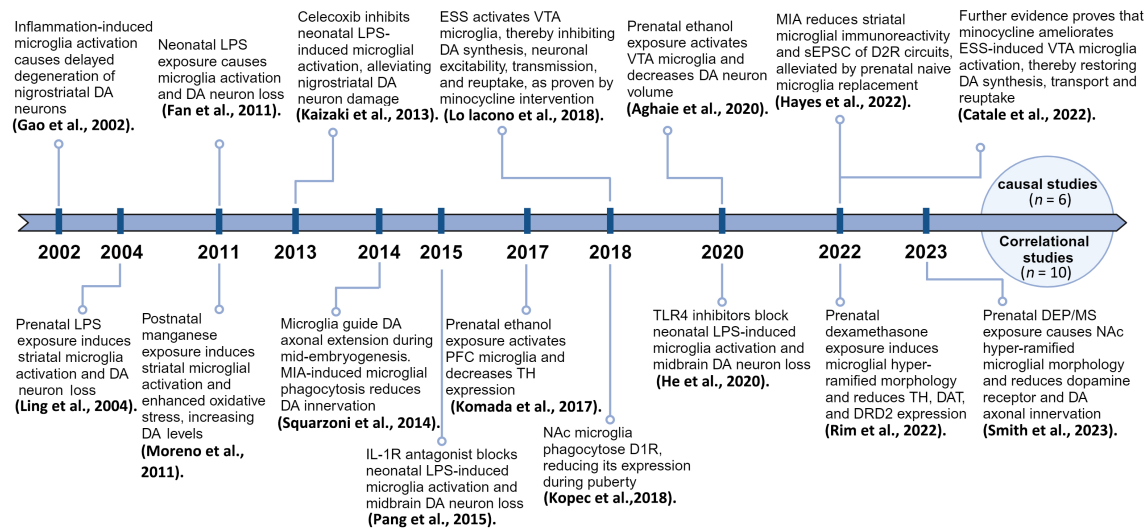 Inflammation-induced
microglia activation
causes delayed
degeneration of
nigrostriatal DA
neurons
(Gao et al., 2002).
Neonatal LPS
exposure causes
microglia activation
and DA neuron loss
(Fan et al., 2011).
Celecoxib inhibits
neonatal LPS-
induced microglial
activation, alleviating
nigrostriatal DA
neuron damage
(Kaizaki et al., 2013).
ESS activates VTA
microglia, thereby inhibiting
DA synthesis, neuronal
excitability, transmission,
and reuptake, as proven by
minocycline intervention
(Lo Iacono et al., 2018).
Prenatal ethanol
exposure activates
VTA microglia and
decreases DA neuron
volume
(Aghaie et al., 2020).
MIA reduces striatal
microglial immunoreactivity
and sEPSC of D2R circuits,
alleviated by prenatal naive
microglia replacement
(Hayes et al., 2022).
Further evidence proves that
minocycline ameliorates
ESS-induced VTA microglia
activation, thereby restoring
DA synthesis, transport and
reuptake
(Catale et al., 2022).
causal studies
(n = 6)
2002
2004
2011
2013
2014
2015
2017
2018
2020
2022
2023
Correlational
studies
(n = 10)
Prenatal LPS
exposure induces
striatal microglia
activation and DA
neuron loss
(Ling et al., 2004).
Postnatal
manganese
exposure induces
striatal microglial
activation and
enhanced oxidative
stress, increasing
DA levels
(Moreno et al.,
2011).
Microglia guide DA
axonal extension during
mid-embryogenesis.
MIA-induced microglial
phagocytosis reduces
DA innervation
(Squarzoni et al., 2014).
IL-1R antagonist blocks
neonatal LPS-induced
microglia activation and
midbrain DA neuron loss
(Pang et al., 2015).
Prenatal ethanol
exposure activates
PFC microglia and
decreases TH
expression
(Komada et al., 2017).
NAc microglia
phagocytose D1R,
reducing its expression
during puberty
(Kopec et al.,2018).
TLR4 inhibitors block
neonatal LPS-induced
microglia activation and
midbrain DA neuron loss
(He et al., 2020).
Prenatal
dexamethasone
exposure induces
microglial hyper-
ramified morphology
and reduces TH, DAT,
and DRD2 expression
(Rim et al., 2022).
Prenatal DEP/MS
exposure causes NAc
hyper-ramified
microglial morphology
and reduces dopamine
receptor and DA
axonal innervation
(Smith et al., 2023).